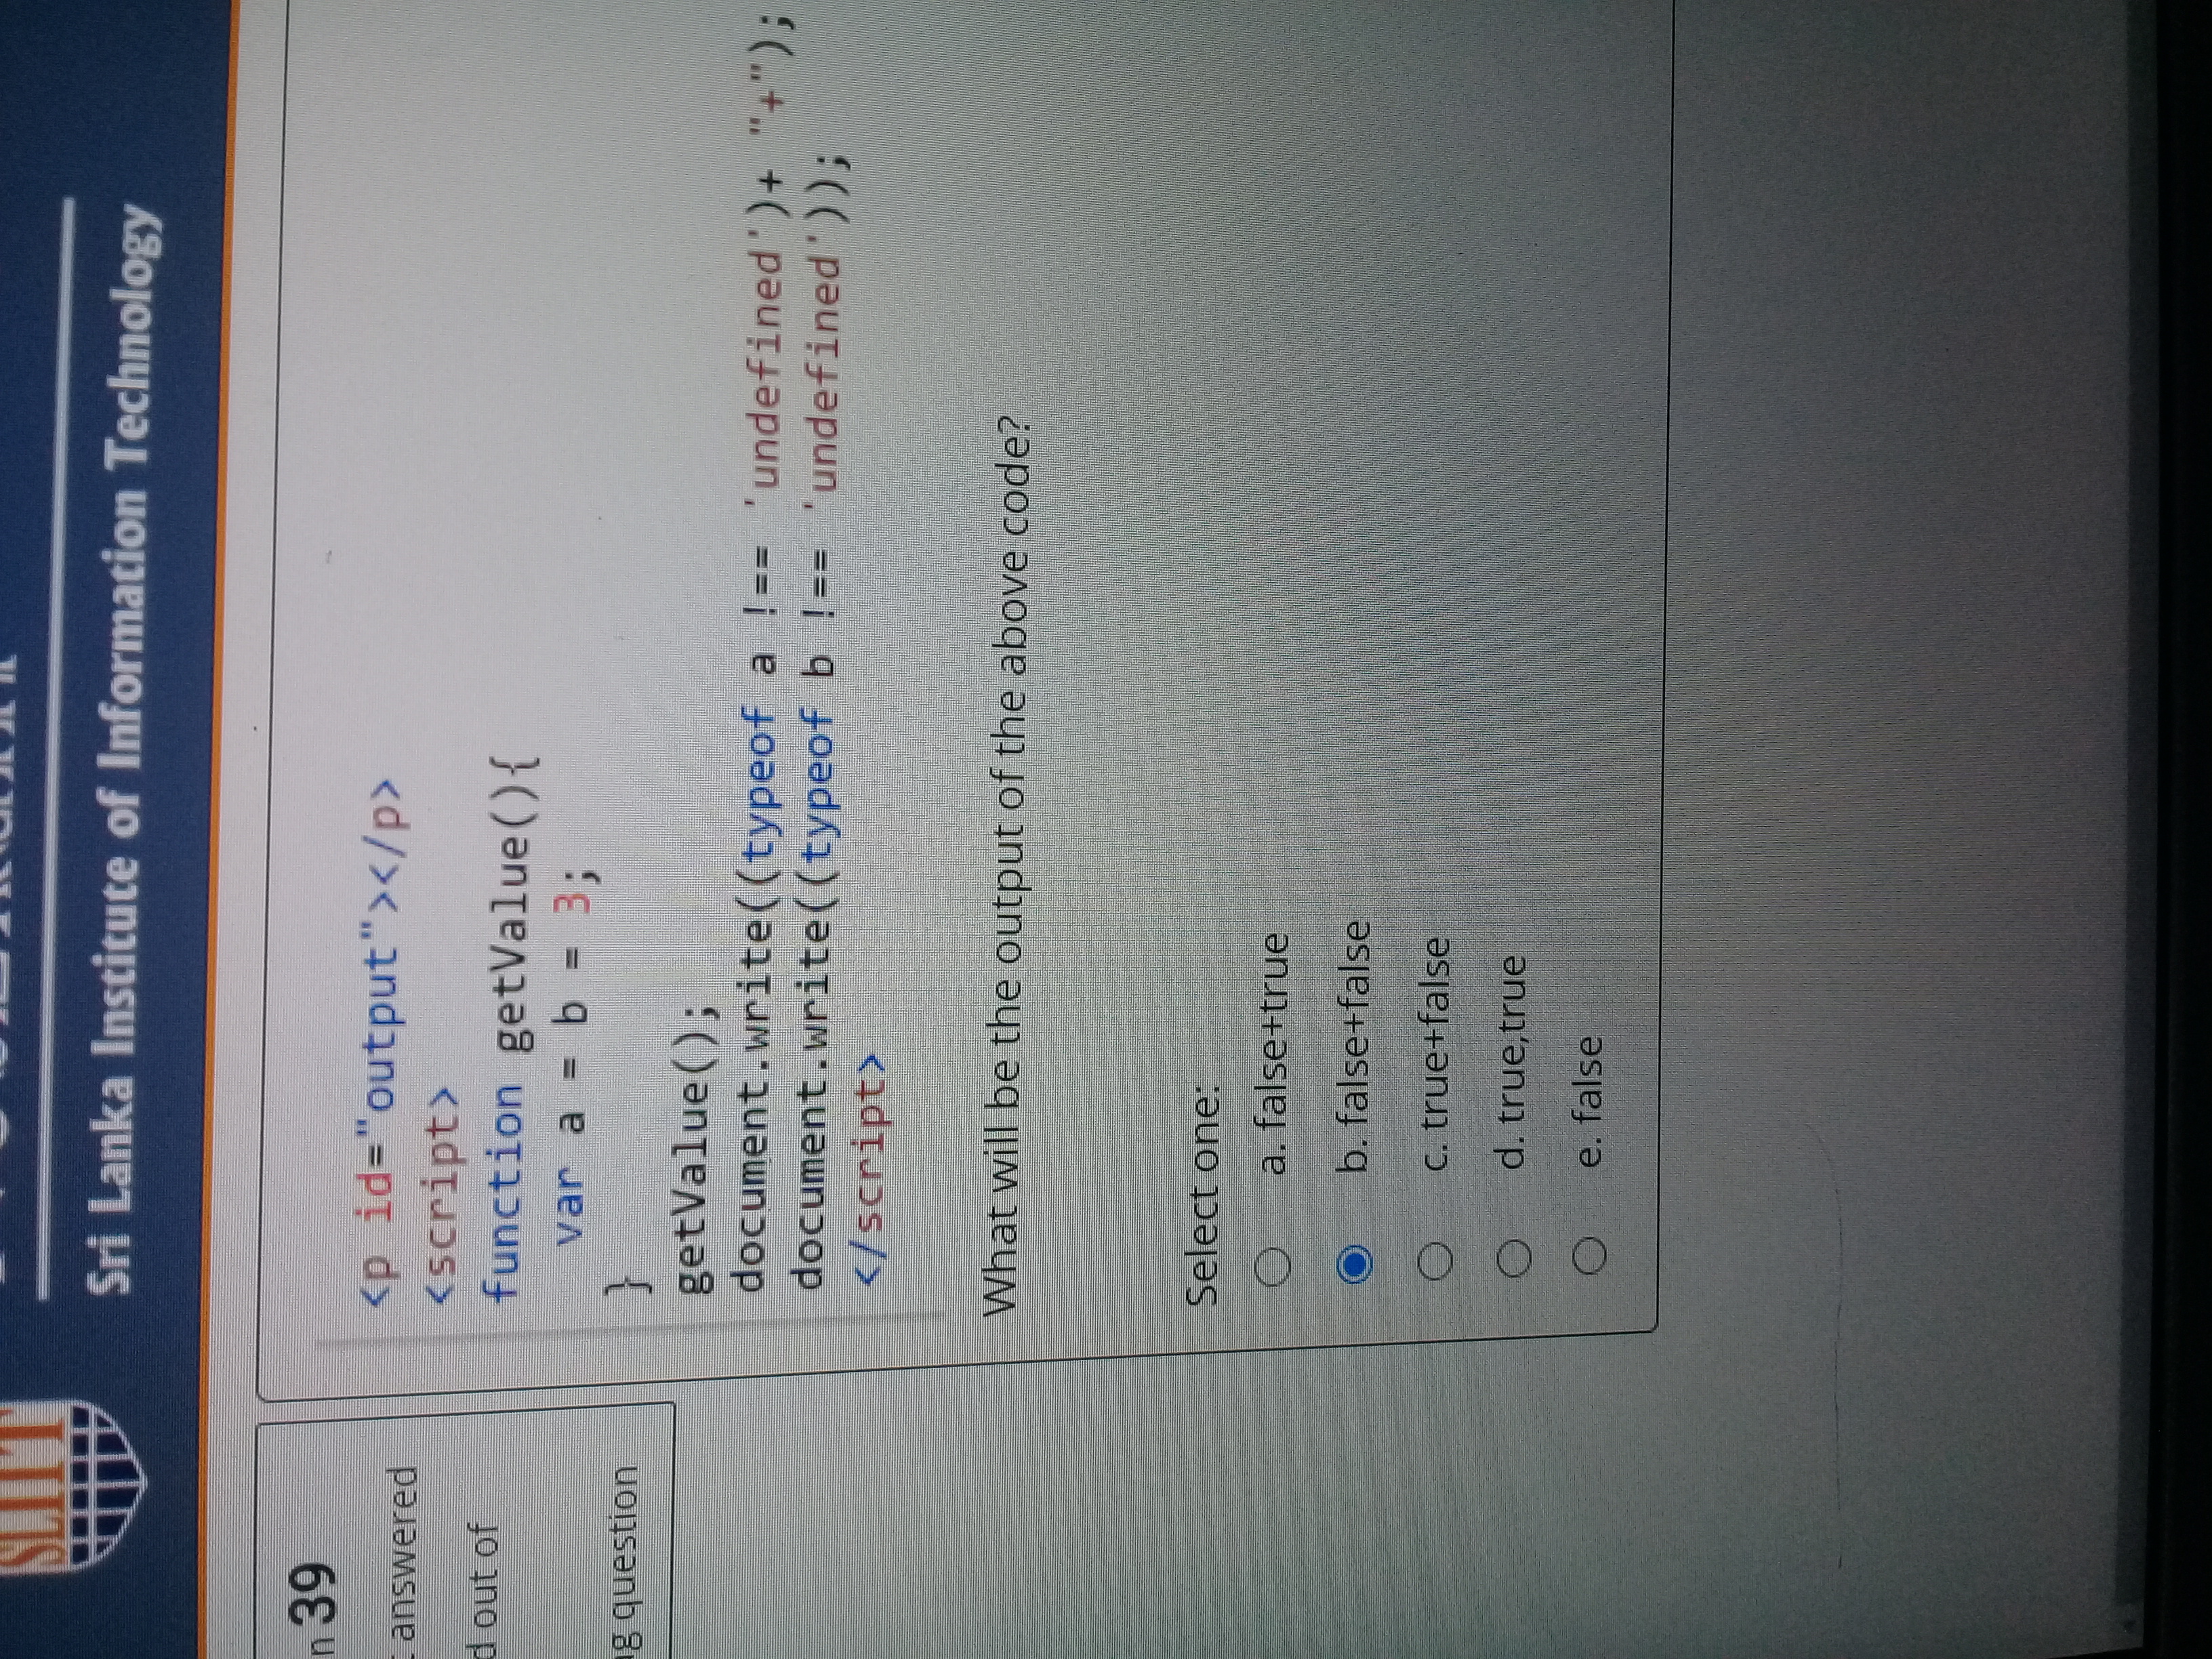 SLIIT
Sri Lanka Institute of Information Technology
n 39
answered
d out of
ag question
<p id="output"></p>
<script>
function getValue(){
var a = b = 3;
}
getValue();
document.write((typeof a !== 'undefined')+ "+");
document.write((typeof b !== 'undefined'));
</script>
What will be the output of the above code?
Select one:
a. false+true
b. false+false
c. true+false
d. true,true
e. false